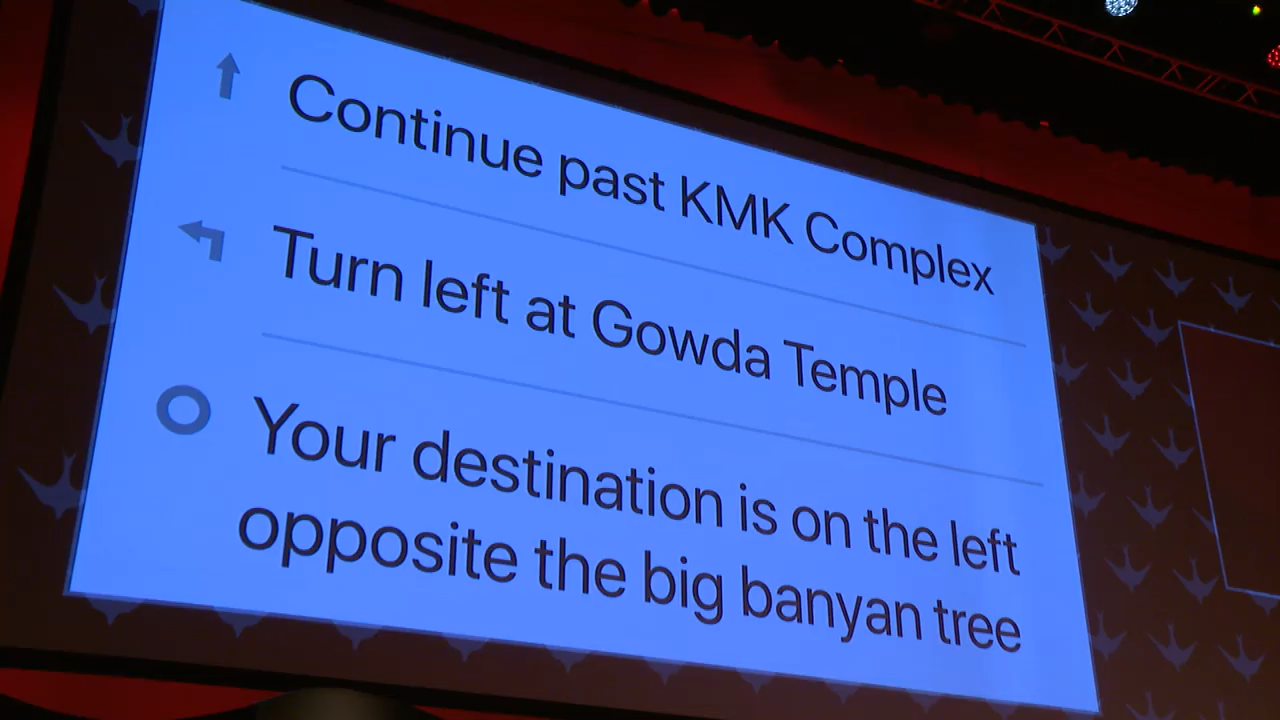 Continue past KMK Complex
Turn left at Gowda Temple
Your destination is on the left
opposite the big banyan tree